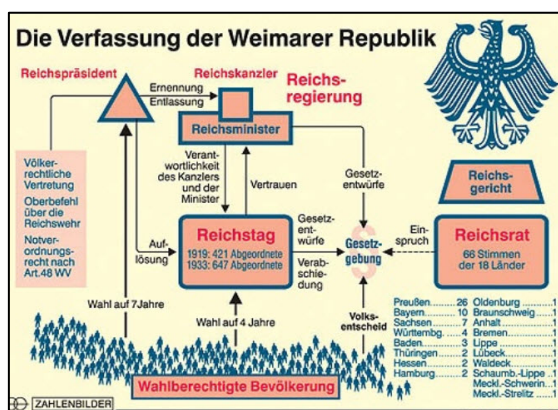 Die Verfassung der Weimarer Republik
Reichspräsident
Ernennung
Entlassung
Reichskanzler
Reichs-
regierung
Reichsminister
Völker-
rechtliche
Vertretung
Oberbefehl
über die
Reichswehr
Notver-
ordnungs-
recht nach
Art.48 WV
Verant-
wortlichkeit
des Kanzlers
und der
Minister
Vertrauen
Gesetz-
entwürfe
Reichs-
gericht
Auf-
lösung
Reichstag
1919: 421 Abgeordnete
1933: 647 Abgeordnete
Gesetz-
entwürfe
Verab-
schiedung
§
Gesetz-
gebung
Ein-
spruch
Reichsrat
66 Stimmen
der 18 Länder
Wahl auf 7 Jahre
Wahl auf 4 Jahre
Volks-
entscheid
Wahlberechtigte Bevölkerung
Preußen 26
Bayern 10
Sachsen 7
Württembg. 4
Baden 3
Thüringen 2
Hessen 2
Hamburg 2
Oldenburg 1
Braunschweig 1
Anhalt 1
Bremen 1
Lippe 1
Lübeck 1
Waldeck 1
Schaumb.-Lippe 1
Meckl.-Schwerin 1
Meckl.-Strelitz 1
ZAHLENBILDER